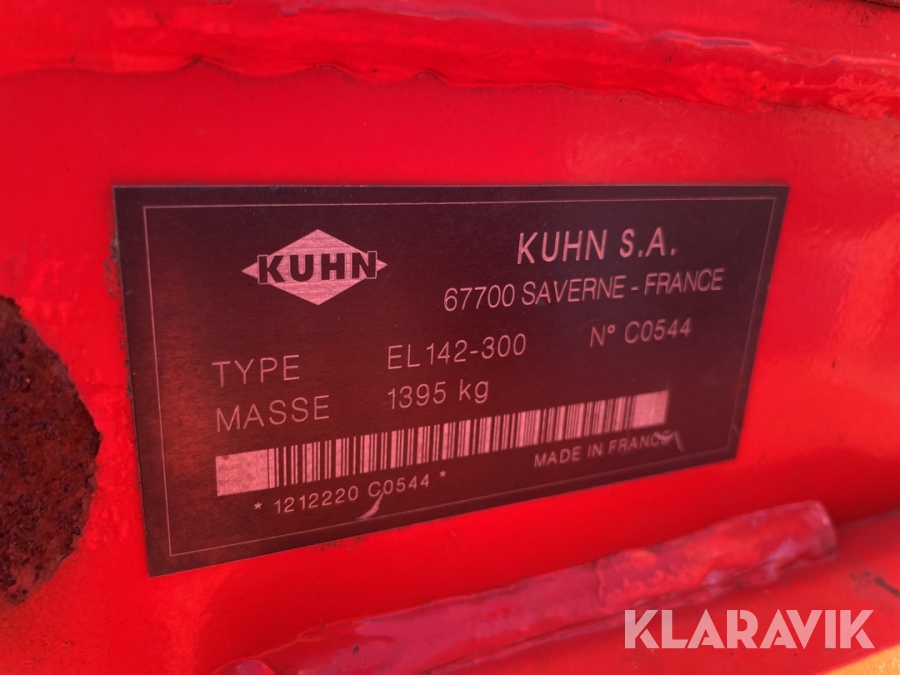 KUHN
KUHN S.A.
67700 SAVERNE - FRANCE
TYPE EL142-300 N° C0544
MASSE 1395 kg
* 1212220 C0544 *
MADE IN FRANCE
KLARAVIK